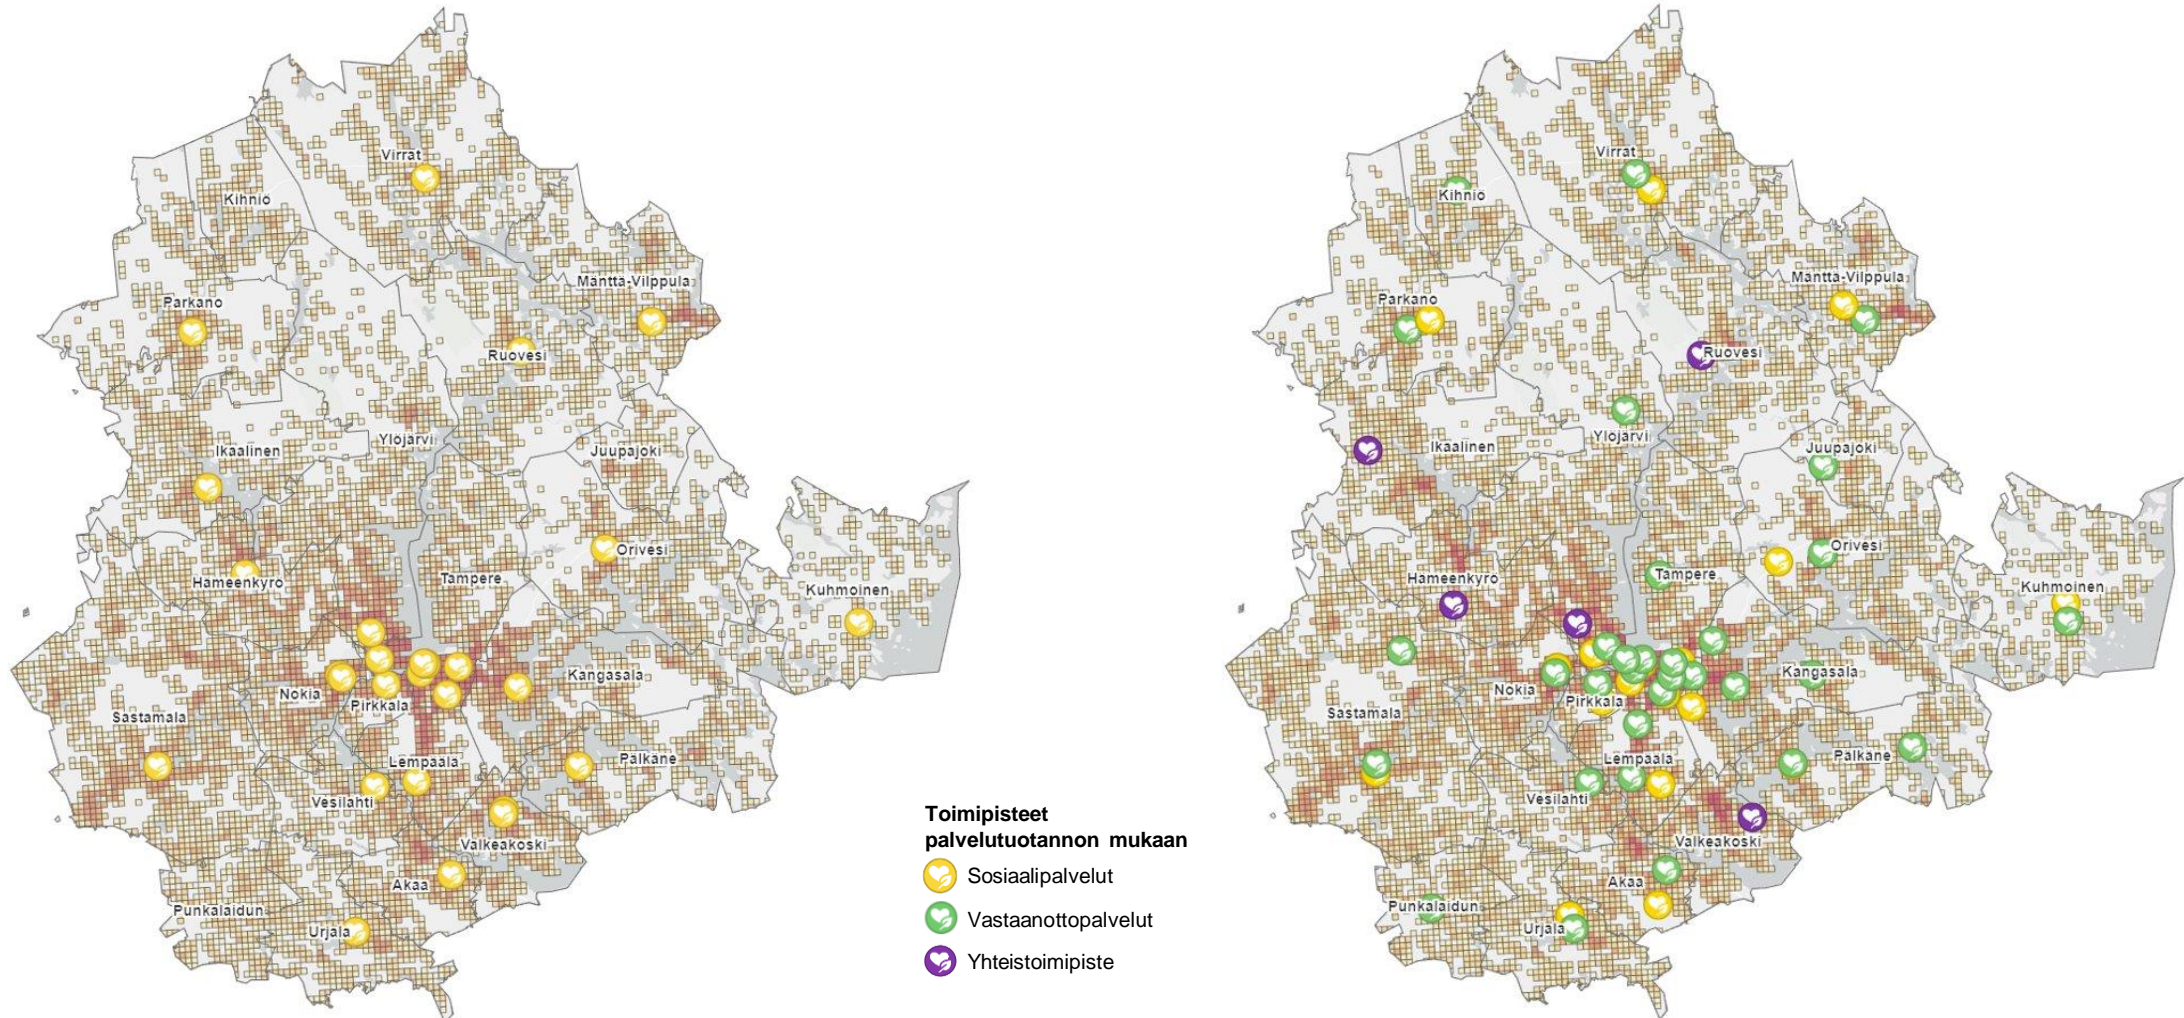 Virrat
Kihniö
Mänttä-Vilppula
Parkano
Ruovesi
Ylöjärvi
Ikaalinen
Juupajoki
Orivesi
Hämeenkyrö
Tampere
Kuhmoinen
Kangasala
Nokia
Pirkkala
Sastamala
Lempäälä
Pälkäne
Vesilahti
Valkeakoski
Akaa
Punkalaidun
Urjala
Toimipisteet
palvelutuotannon mukaan
Sosiaalipalvelut
Vastaanottopalvelut
Yhteistoimipiste
Virrat
Kihniö
Mänttä-Vilppula
Parkano
Ruovesi
Ylöjärvi
Ikaalinen
Juupajoki
Orivesi
Hämeenkyrö
Tampere
Kuhmoinen
Kangasala
Nokia
Pirkkala
Sastamala
Lempäälä
Pälkäne
Vesilahti
Valkeakoski
Akaa
Punkalaidun
Urjala